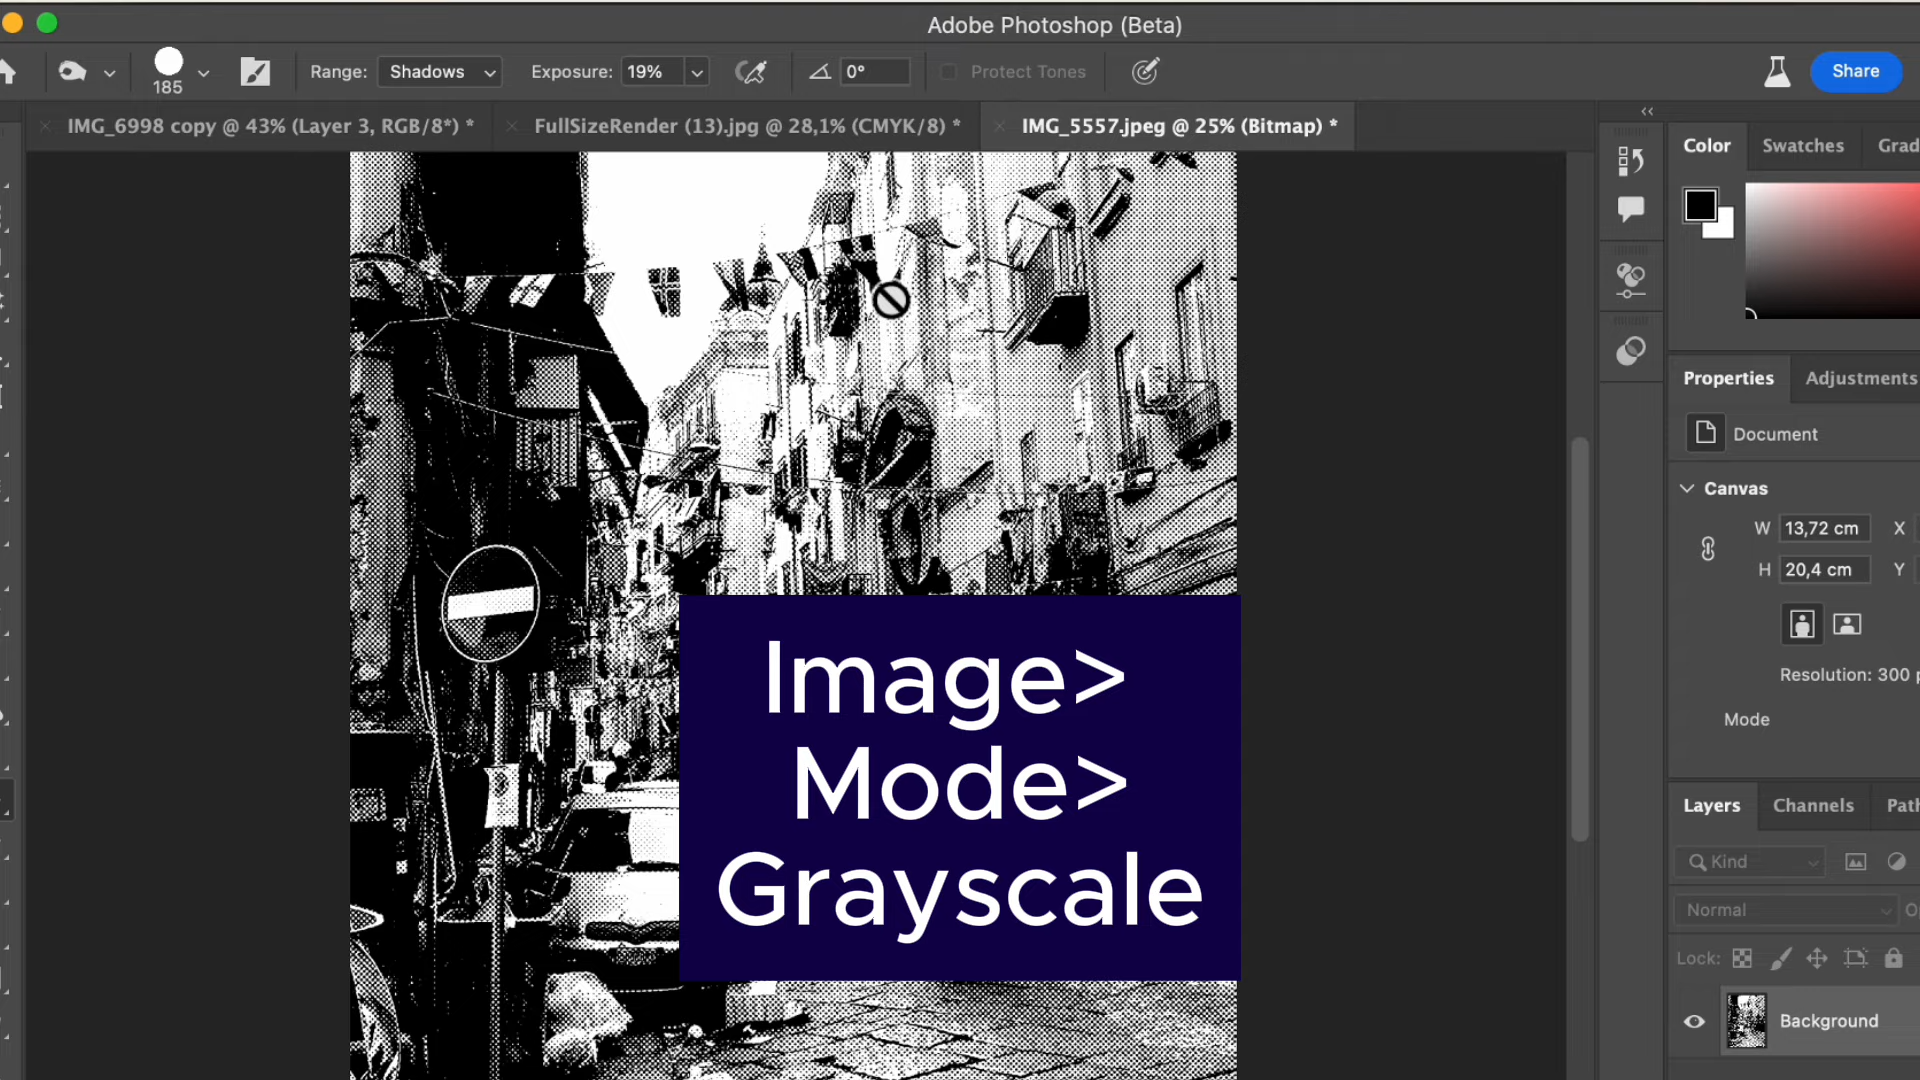 Adobe Photoshop (Beta)
185
Range: Shadows Exposure: 19% 0° Protect Tones Share
IMG_6998 copy @ 43% (Layer 3, RGB/8*) * FullSizeRender (13).jpg @ 28,1% (CMYK/8) * IMG_5557.jpeg @ 25% (Bitmap) *
Color Swatches Grad
Properties Adjustments
Document
Canvas
W 13,72 cm X
H 20,4 cm Y
Resolution: 300 p
Mode
Image>
Mode>
Grayscale
Layers Channels Path
Kind
Normal O
Lock:
Background